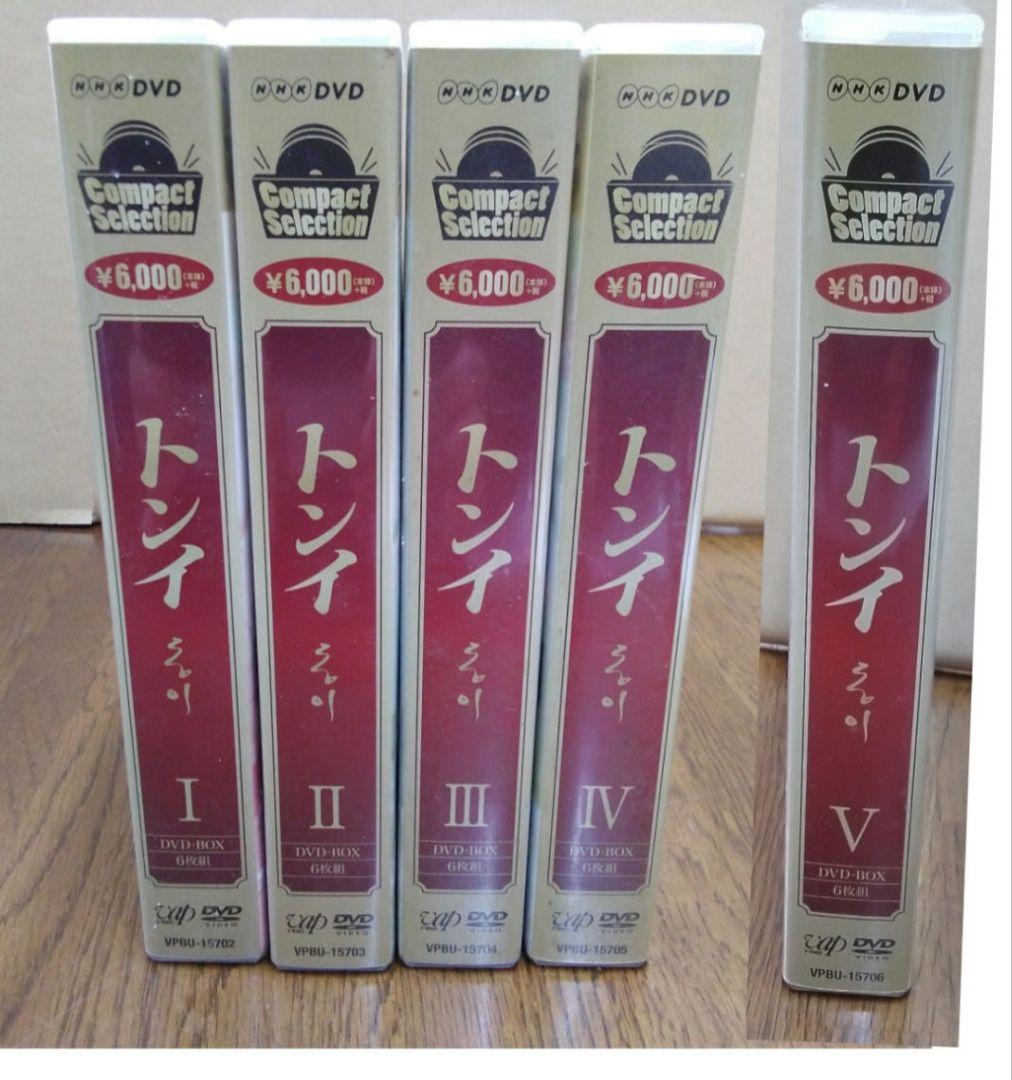 NHK DVD
Compact
Selection
¥6,000(本体)+税
トンイ
동이
I
DVD-BOX
6枚組
vap
DVD
VIDEO
VPBU-15702
NHK DVD
Compact
Selection
¥6,000(本体)+税
トンイ
동이
II
DVD-BOX
6枚組
vap
DVD
VIDEO
VPBU-15703
NHK DVD
Compact
Selection
¥6,000(本体)+税
トンイ
동이
III
DVD-BOX
6枚組
vap
DVD
VIDEO
VPBU-15704
NHK DVD
Compact
Selection
¥6,000(本体)+税
トンイ
동이
IV
DVD-BOX
6枚組
vap
DVD
VIDEO
VPBU-15705
NHK DVD
Compact
Selection
¥6,000(本体)+税
トンイ
동이
V
DVD-BOX
6枚組
vap
DVD
VIDEO
VPBU-15706